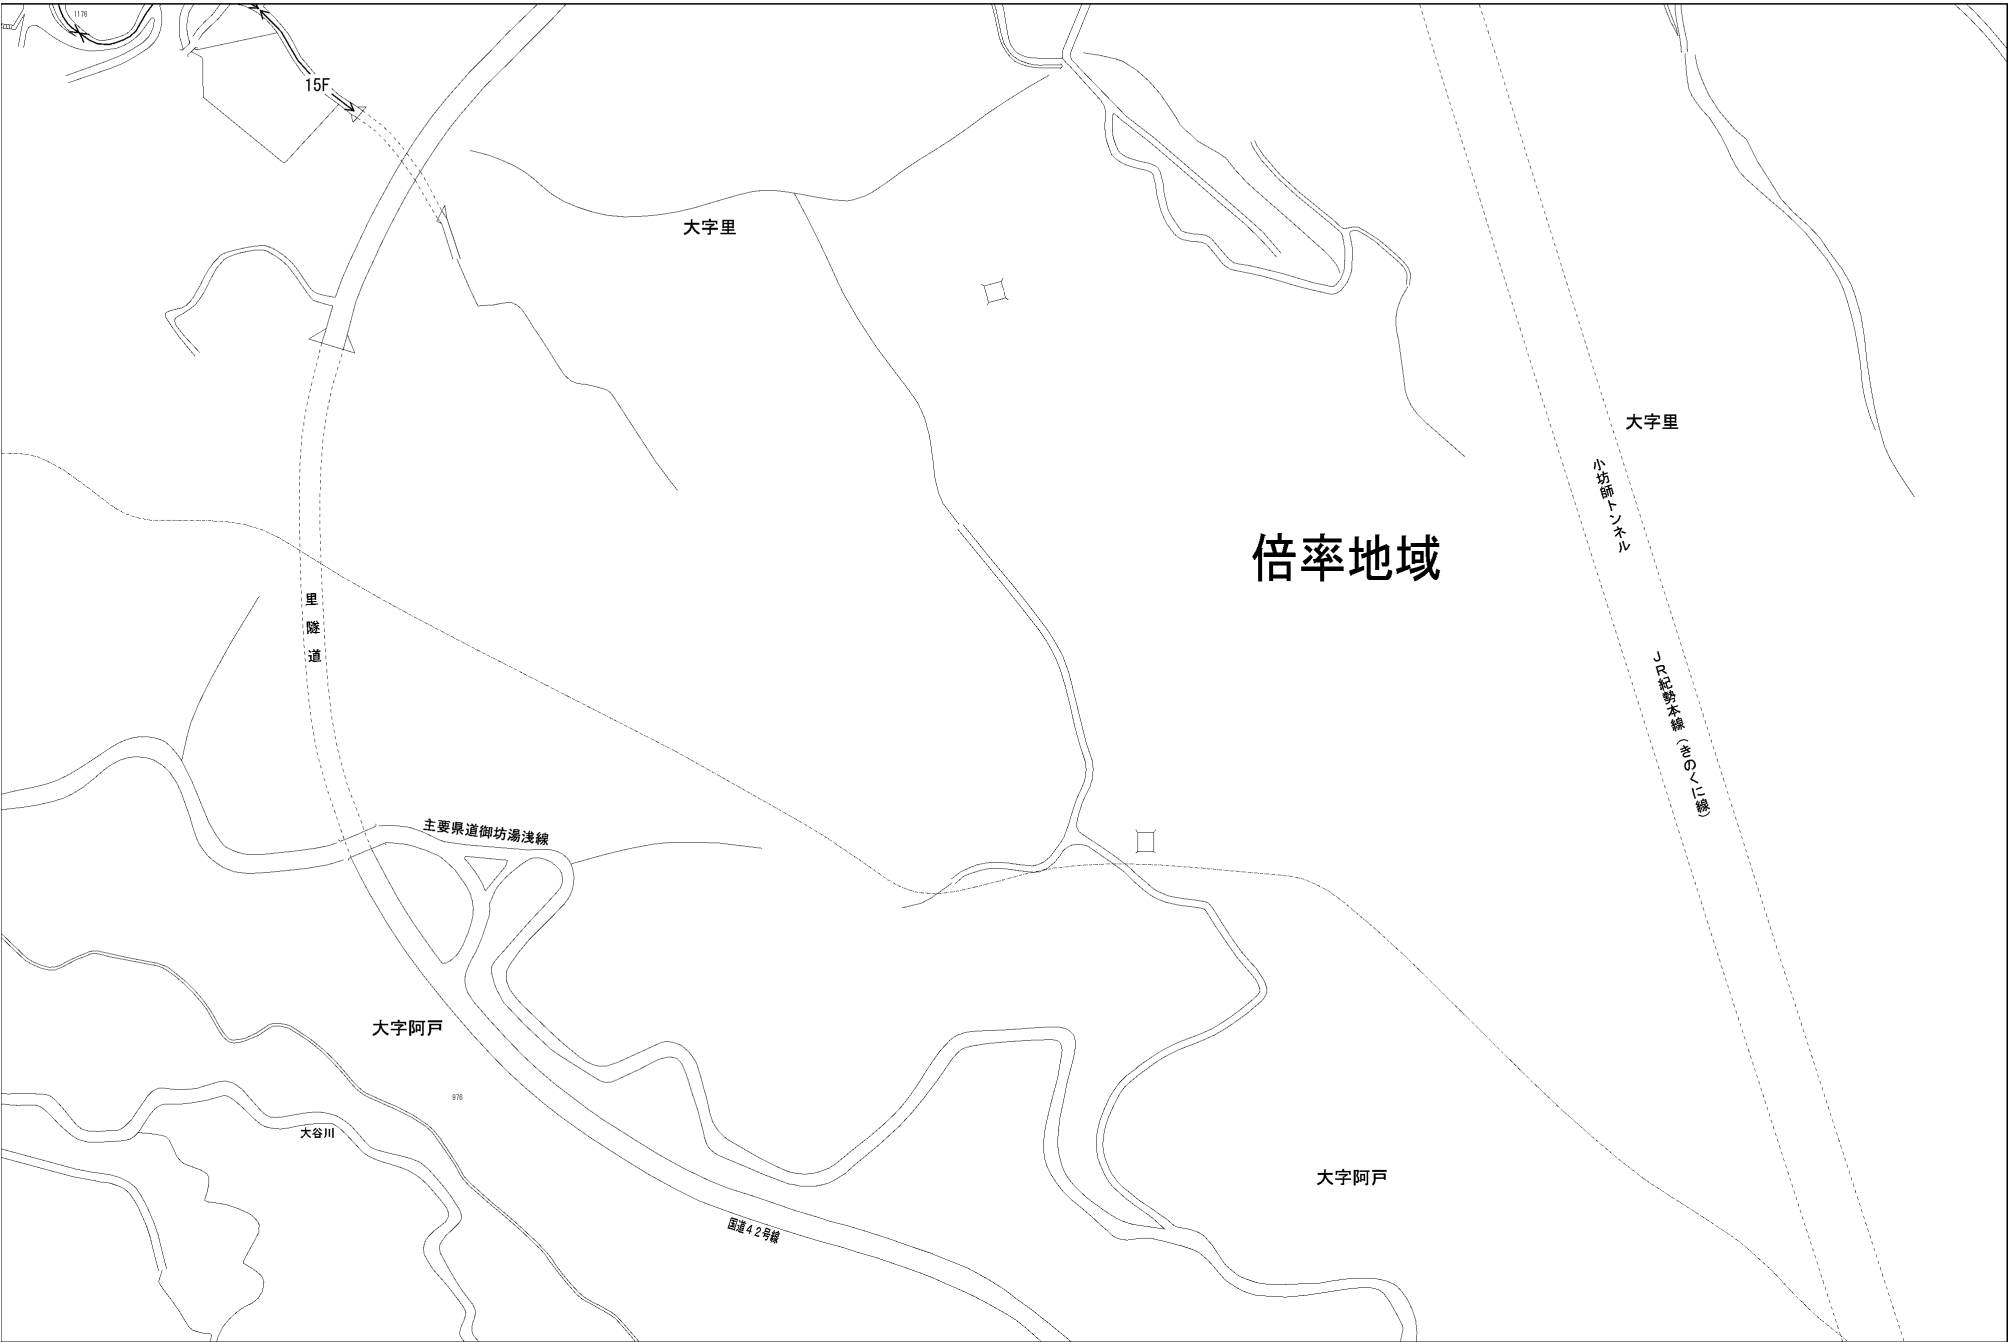 1176
15F
大字里
大字里
小坊師トンネル
倍率地域
里隧道
JR紀勢本線(きのくに線)
主要県道御坊湯浅線
大字阿戸
976
大谷川
大字阿戸
国道42号線